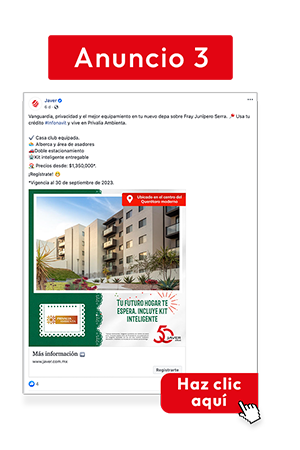 Anuncio 3
Javer
Vanguardia, privacidad y el mejor equipamiento en tu nuevo depa sobre Fray Junípero Serra. 📍Usa tu
crédito #Infonavit y vive en Privalia Ambienta.
✔ Casa club equipada.
Alberca y área de asadores
🚗Doble estacionamiento
Kit inteligente entregable
Precios desde: $1,350,000*.
¡Regístrate!
*Vigencia al 30 de septiembre de 2023.
Ubicado en el centro del
Querétaro moderno
TU FUTURO HOGAR TE
ESPERA. INCLUYE KIT
INTELIGENTE
50 JAVER
Más información
www.javer.com.mx
Registrarte
4
Haz clic
aquí